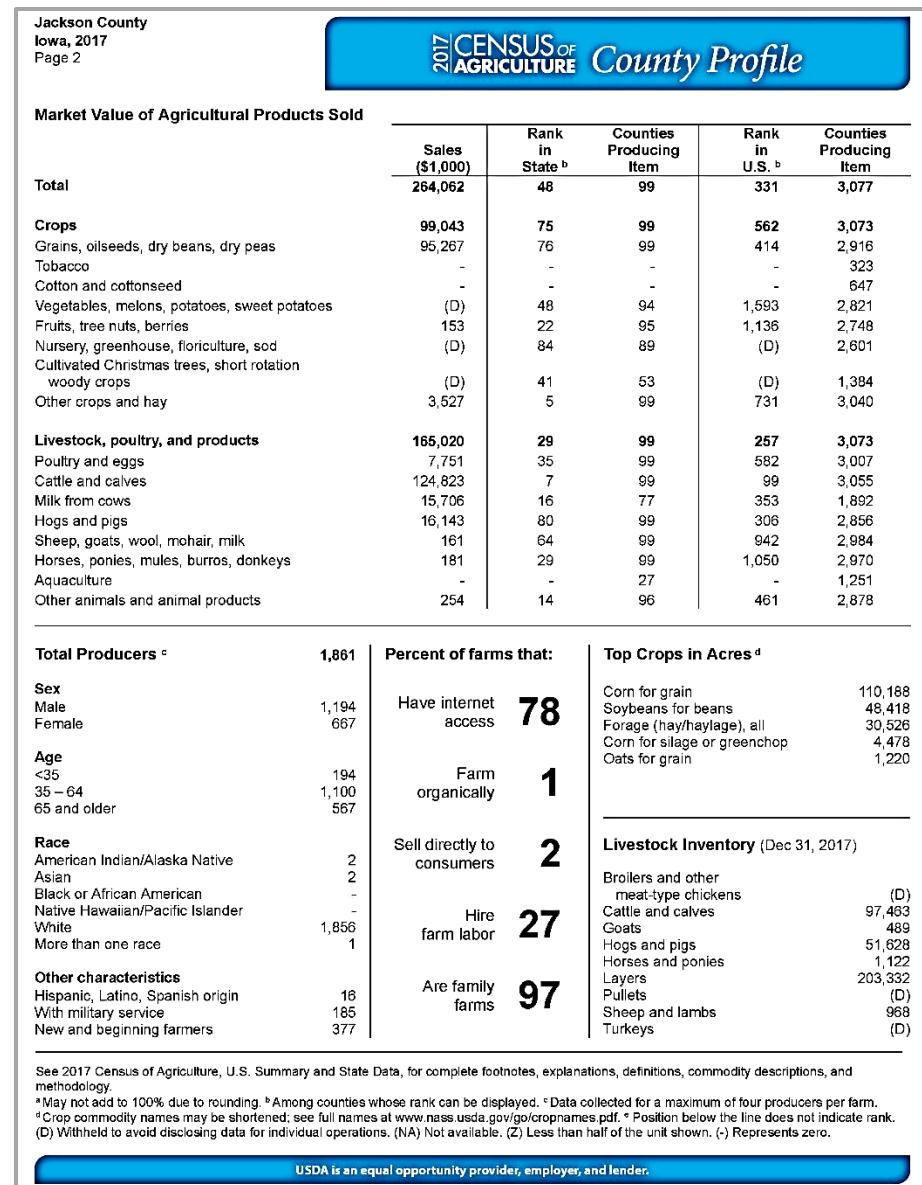 Jackson County
Iowa, 2017
Page 2
2017 CENSUS OF AGRICULTURE County Profile
Market Value of Agricultural Products Sold
Sales ($1,000) Rank in State b Counties Producing Item Rank in U.S. b Counties Producing Item
Total 264,062 48 99 331 3,077
Crops 99,043 75 99 562 3,073
Grains, oilseeds, dry beans, dry peas 95,267 76 99 414 2,916
Tobacco - - - - 323
Cotton and cottonseed - - - - 647
Vegetables, melons, potatoes, sweet potatoes (D) 48 94 1,593 2,821
Fruits, tree nuts, berries 153 22 95 1,136 2,748
Nursery, greenhouse, floriculture, sod (D) 84 89 (D) 2,601
Cultivated Christmas trees, short rotation
woody crops (D) 41 53 (D) 1,384
Other crops and hay 3,527 5 99 731 3,040
Livestock, poultry, and products 165,020 29 99 257 3,073
Poultry and eggs 7,751 35 99 582 3,007
Cattle and calves 124,823 7 99 99 3,055
Milk from cows 15,706 16 77 353 1,892
Hogs and pigs 16,143 80 99 306 2,856
Sheep, goats, wool, mohair, milk 161 64 99 942 2,984
Horses, ponies, mules, burros, donkeys 181 29 99 1,050 2,970
Aquaculture - - 27 - 1,251
Other animals and animal products 254 14 96 461 2,878
Total Producers c 1,861
Sex
Male 1,194
Female 667
Age
<35 194
35 – 64 1,100
65 and older 567
Race
American Indian/Alaska Native 2
Asian 2
Black or African American -
Native Hawaiian/Pacific Islander -
White 1,856
More than one race 1
Other characteristics
Hispanic, Latino, Spanish origin 16
With military service 185
New and beginning farmers 377
Percent of farms that:
Have internet
access 78
Farm
organically 1
Sell directly to
consumers 2
Hire
farm labor 27
Are family
farms 97
Top Crops in Acres d
Corn for grain 110,188
Soybeans for beans 48,418
Forage (hay/haylage), all 30,526
Corn for silage or greenchop 4,478
Oats for grain 1,220
Livestock Inventory (Dec 31, 2017)
Broilers and other
meat-type chickens (D)
Cattle and calves 97,463
Goats 489
Hogs and pigs 51,628
Horses and ponies 1,122
Layers 203,332
Pullets (D)
Sheep and lambs 968
Turkeys (D)
See 2017 Census of Agriculture, U.S. Summary and State Data, for complete footnotes, explanations, definitions, commodity descriptions, and
methodology.
a May not add to 100% due to rounding. b Among counties whose rank can be displayed. c Data collected for a maximum of four producers per farm.
d Crop commodity names may be shortened; see full names at www.nass.usda.gov/go/cropnames.pdf. e Position below the line does not indicate rank.
(D) Withheld to avoid disclosing data for individual operations. (NA) Not available. (Z) Less than half of the unit shown. (-) Represents zero.
USDA is an equal opportunity provider, employer, and lender.